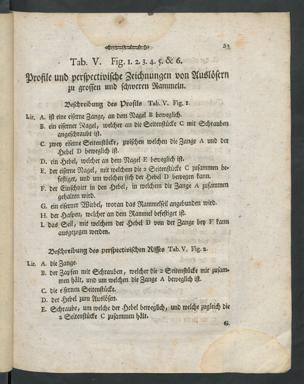 23
Tab. V. Fig. 1. 2. 3. 4. 5. & 6.
Profile und perspectivische Zeichnungen von Auslösern
zu grossen und schweren Rammeln.
Beschreibung des Profils Tab. V. Fig. 1.
Lit. A. ist eine eiserne Zange, an dem Nagel B beweglich.
B. ein eiserner Nagel, welcher an die Seitenstücke C mit Schrauben
angeschraubt ist.
C. zwey eiserne Seitenstücke, zwischen welchen die Zange A und der
Hebel D beweglich ist.
D. ein Hebel, welcher an dem Nagel E beweglich ist.
E. der eiserne Nagel, mit welchem die 2 Seitenstücke C zusammen befe-
stiget, und um welchen sich der Hebel D bewegen kann.
F. der Einschnitt in den Hebel, in welchen die Zange A zusammen
gehalten wird.
G. ein eiserner Wirbel, woran das Rammelseil angebunden wird.
H. der Haspen, welcher an dem Rammel befestiget ist.
I. das Seil, mit welchem der Hebel D von der Zange bey F kann
ausgezogen werden.
Beschreibung des perspectivischen Risses Tab. V. Fig. 2.
Lit. A. die Zange.
B. der Zapfen mit Schrauben, welcher die 2 Seitenstücke mit zusam-
men hält, und um welchen die Zange A beweglich ist.
C. die eisernen Seitenstücke.
D. der Hebel zum Auslösen.
E. Schraube, um welche der Hebel beweglich, und welche zugleich die
2 Seitenstücke C zusammen hält.
G.